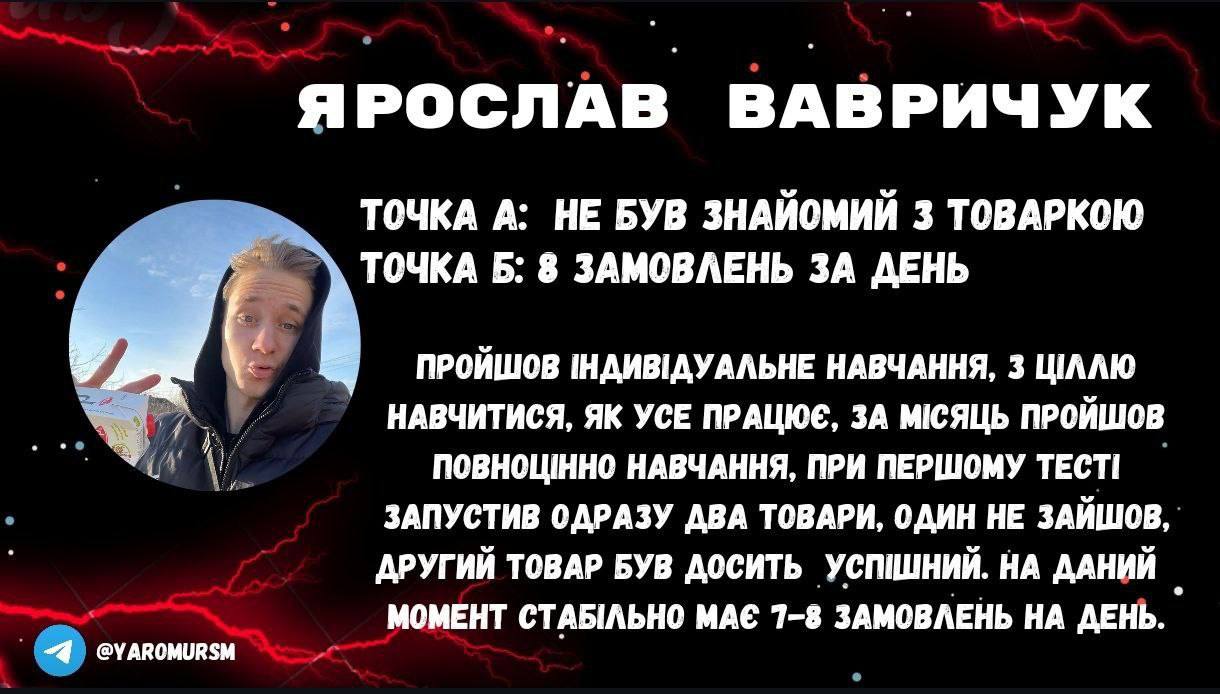 ЯРОСЛАВ ВАВРИЧУК
ТОЧКА А: НЕ БУВ ЗНАЙОМИЙ З ТОВАРКОЮ
ТОЧКА Б: 8 ЗАМОВЛЕНЬ ЗА ДЕНЬ
ПРОЙШОВ ІНДИВІДУАЛЬНЕ НАВЧАННЯ, З ЦІЛЛЮ
НАВЧИТИСЯ, ЯК УСЕ ПРАЦЮЄ, ЗА МІСЯЦЬ ПРОЙШОВ
ПОВНОЦІННО НАВЧАННЯ, ПРИ ПЕРШОМУ ТЕСТІ
ЗАПУСТИВ ОДРАЗУ ДВА ТОВАРИ, ОДИН НЕ ЗАЙШОВ,
ДРУГИЙ ТОВАР БУВ ДОСИТЬ УСПІШНИЙ. НА ДАНИЙ
МОМЕНТ СТАБІЛЬНО МАЄ 7-8 ЗАМОВЛЕНЬ НА ДЕНЬ.
@YAROMURSM